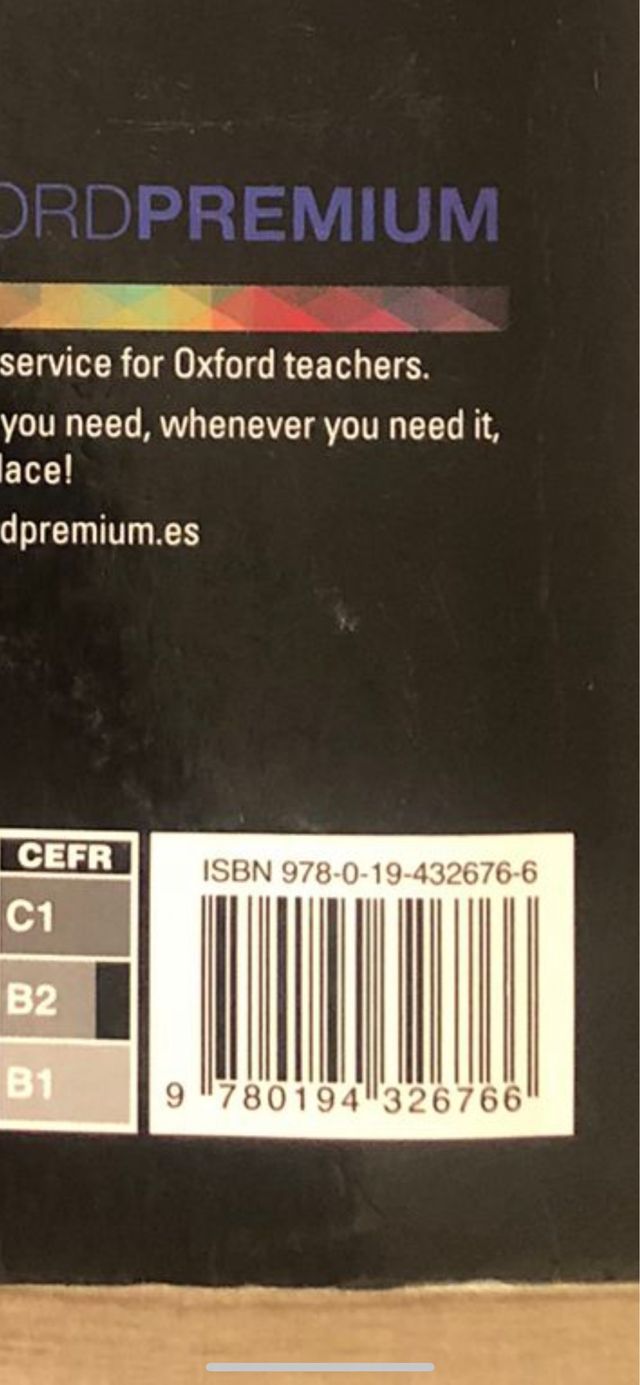 ORDPREMIUM
service for Oxford teachers.
you need, whenever you need it,
lace!
dpremium.es
CEFR
C1
B2
B1
ISBN 978-0-19-432676-6
9 780194 326766